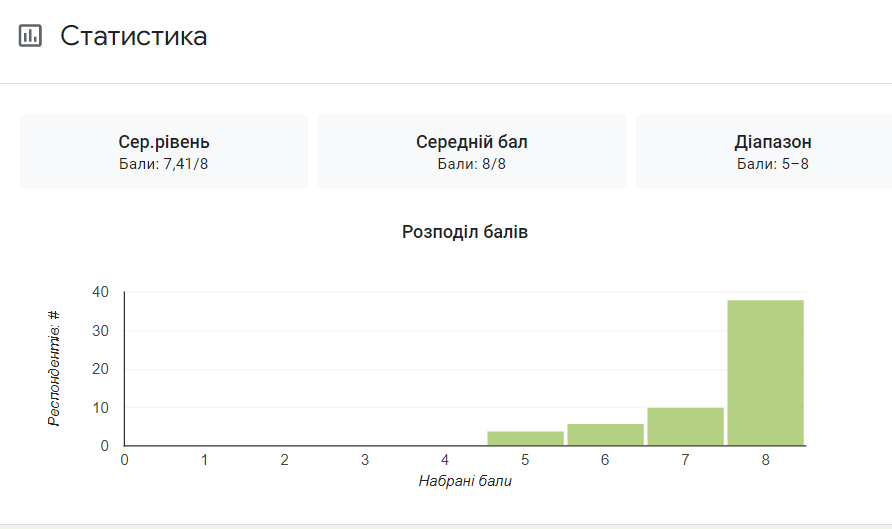 Статистика
Сер.рівень
Бали: 7,41/8
Середній бал
Бали: 8/8
Діапазон
Бали: 5–8
Розподіл балів
Респондентів: #
40
30
20
10
0
0 1 2 3 4 5 6 7 8
Набрані бали